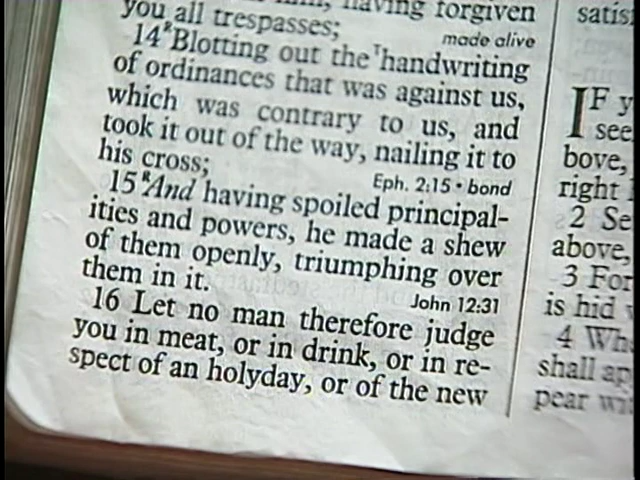 having forgiven
you all trespasses;
made alive
14 ᴿBlotting out the ᵀhandwriting
of ordinances that was against us,
which was contrary to us, and
took it out of the way, nailing it to
his cross;
Eph. 2:15 • bond
15 ᴿAnd having spoiled principal-
ities and powers, he made a shew
of them openly, triumphing over
them in it.
John 12:31
16 Let no man therefore judge
you in meat, or in drink, or in re-
spect of an holyday, or of the new
IF y
see
bove,
right
2 Se
above,
3 For
is hid
4 Wh
shall ap
pear